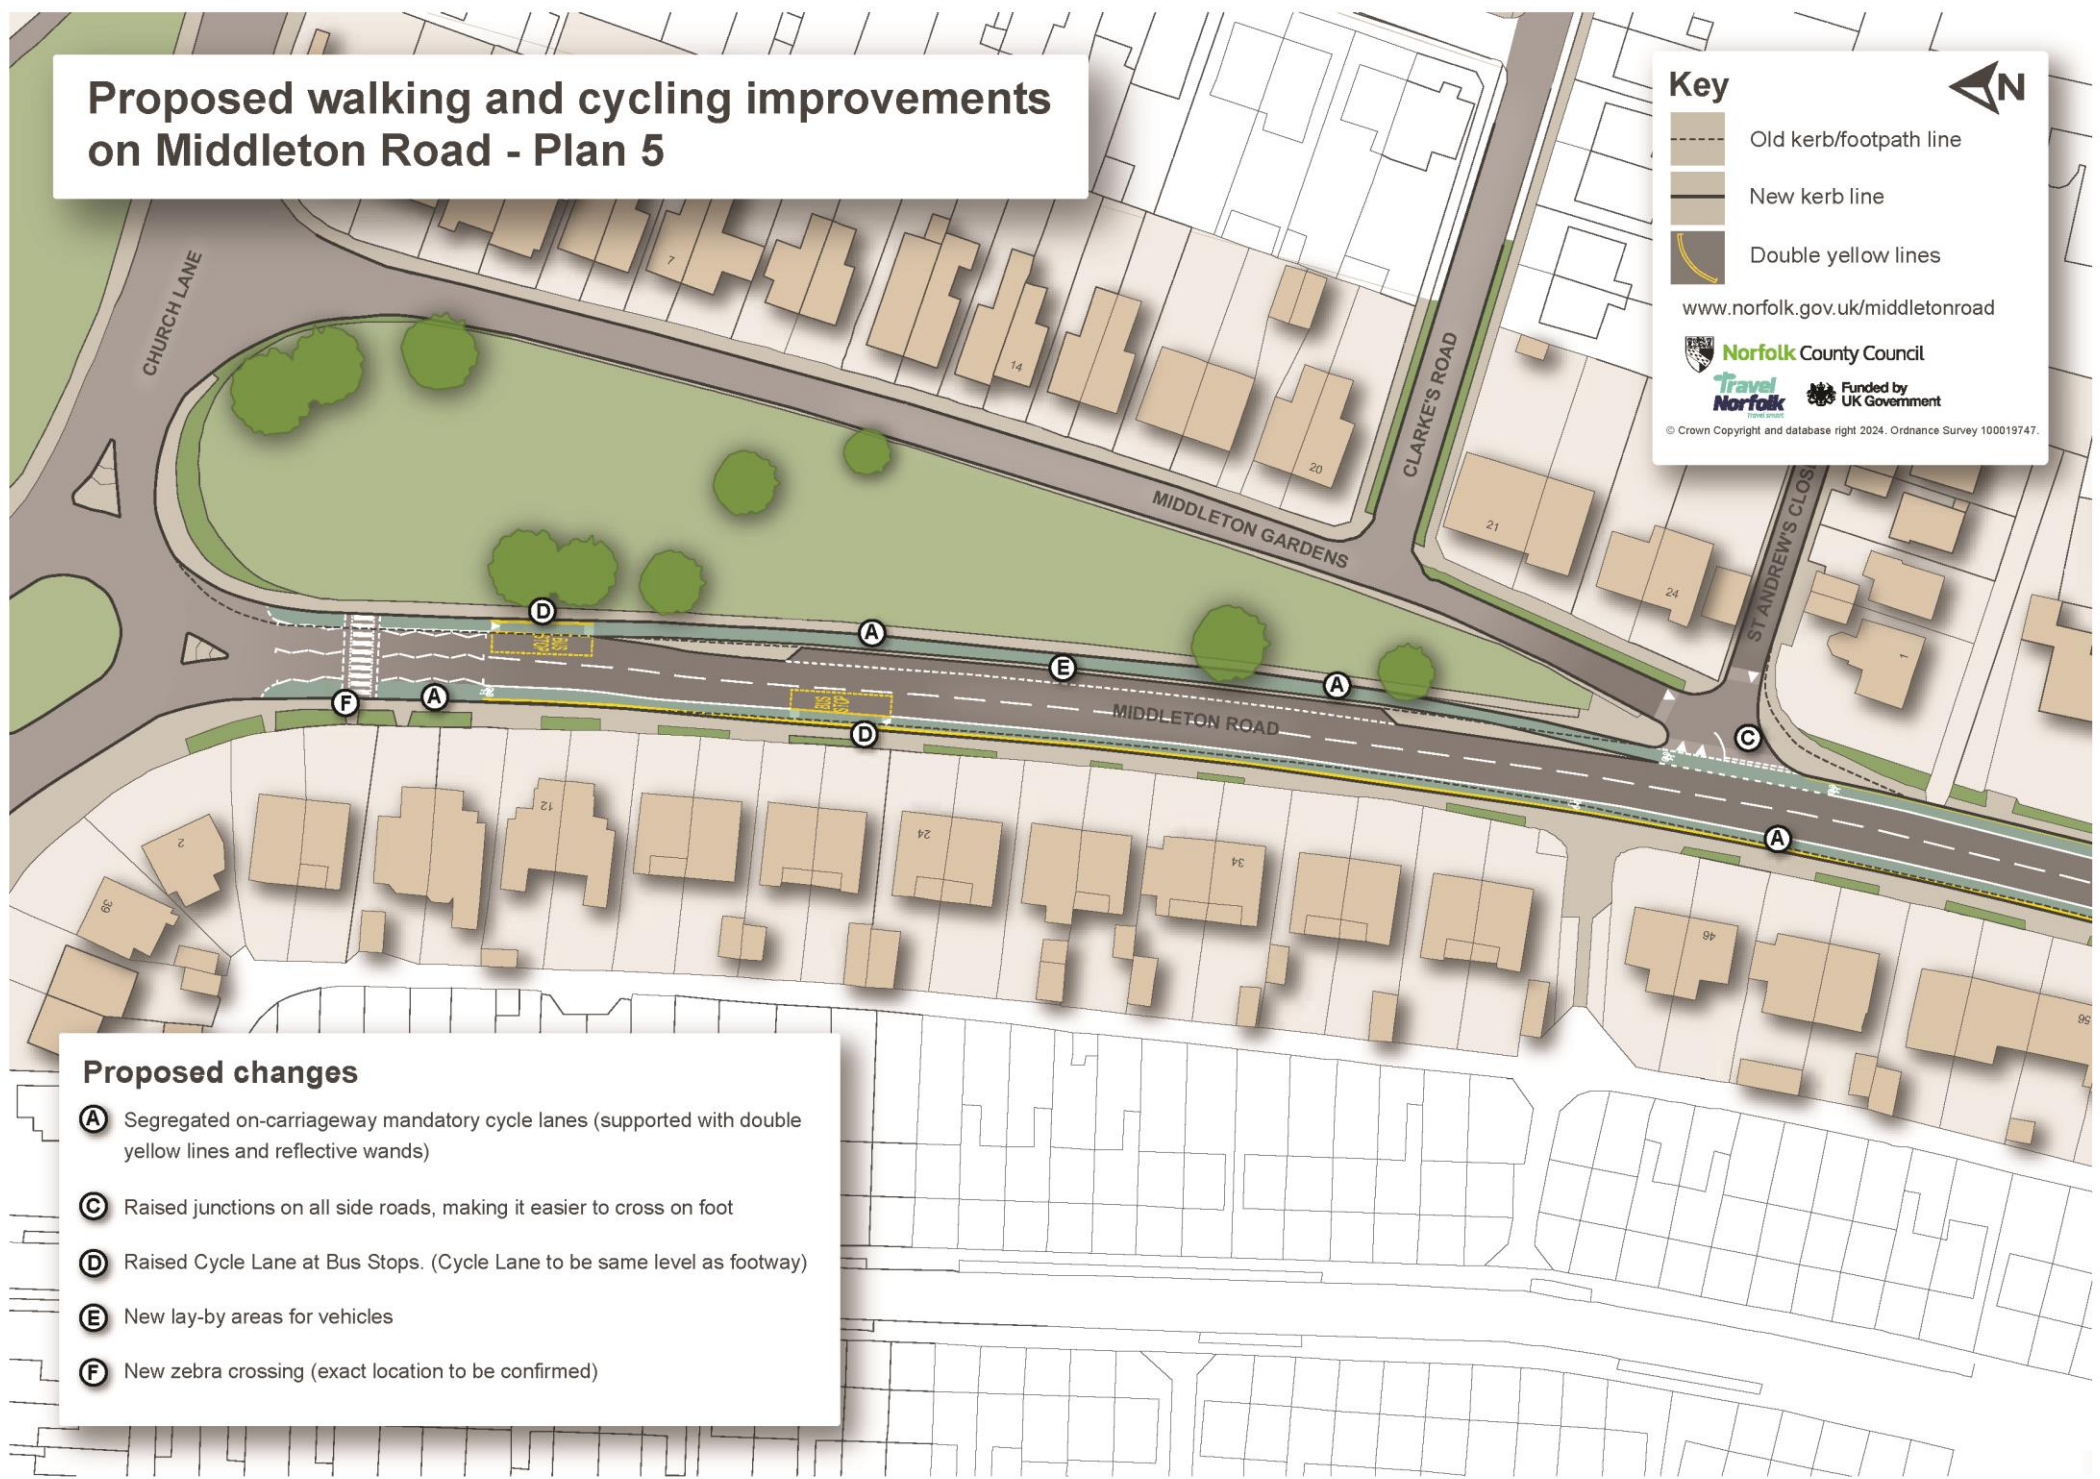 Proposed walking and cycling improvements
on Middleton Road - Plan 5
Key
N
Old kerb/footpath line
New kerb line
Double yellow lines
www.norfolk.gov.uk/middletonroad
Norfolk County Council
Travel
Norfolk
Travel smart
Funded by
UK Government
© Crown Copyright and database right 2024. Ordnance Survey 100019747.
CHURCH LANE
7
14
20
CLARKE'S ROAD
MIDDLETON GARDENS
21
24
ST ANDREW'S CLOSE
1
D
BUS
STOP
A
E
A
F
A
BUS
STOP
D
MIDDLETON ROAD
C
A
2
39
12
24
34
46
56
Proposed changes
A Segregated on-carriageway mandatory cycle lanes (supported with double
yellow lines and reflective wands)
C Raised junctions on all side roads, making it easier to cross on foot
D Raised Cycle Lane at Bus Stops. (Cycle Lane to be same level as footway)
E New lay-by areas for vehicles
F New zebra crossing (exact location to be confirmed)